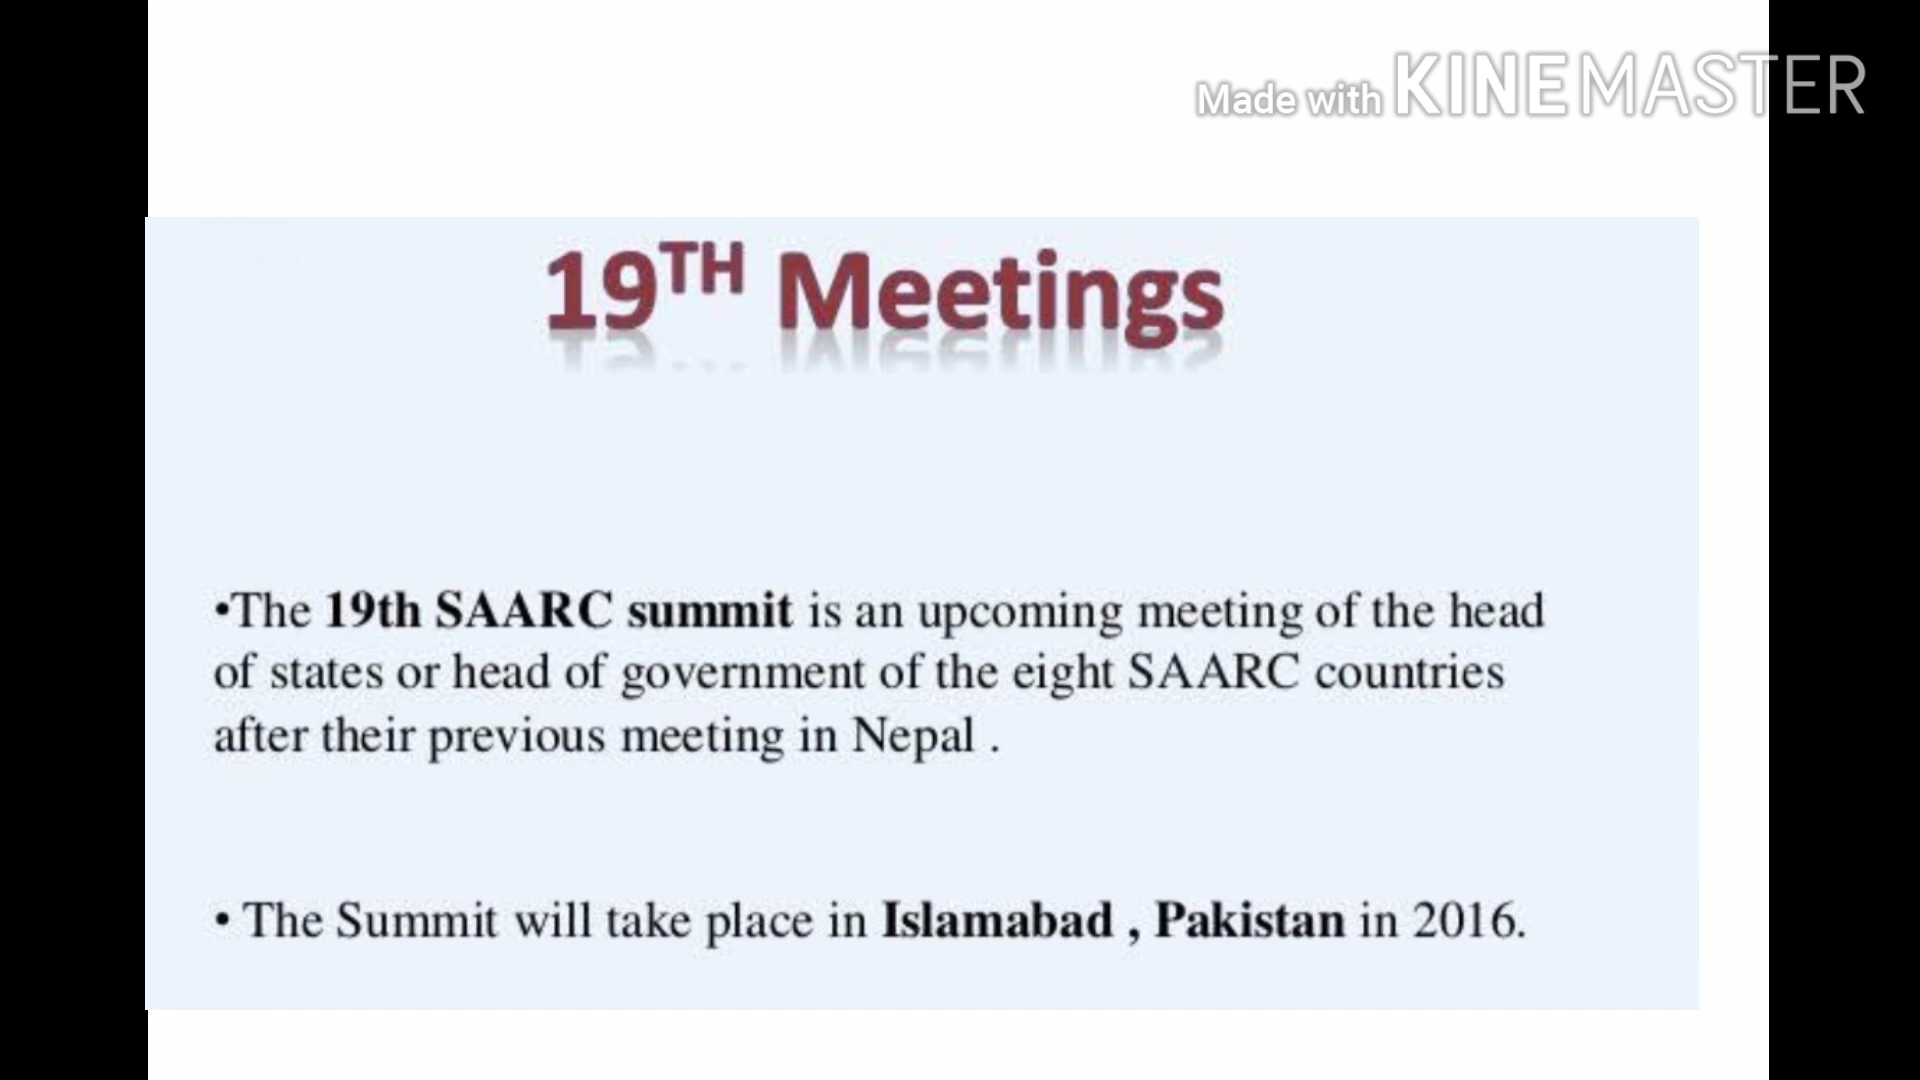 Made with KINEMASTER
19TH Meetings
•The 19th SAARC summit is an upcoming meeting of the head
of states or head of government of the eight SAARC countries
after their previous meeting in Nepal .
• The Summit will take place in Islamabad , Pakistan in 2016.